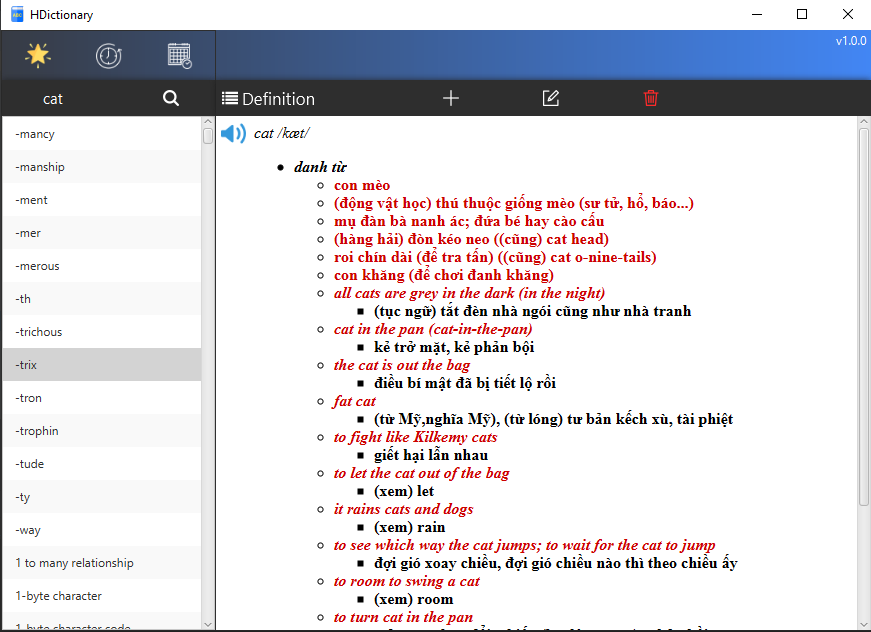 HDictionary
v1.0.0
cat
Definition
-mancy
-manship
-ment
-mer
-merous
-th
-trichous
-trix
-tron
-trophin
-tude
-ty
-way
1 to many relationship
1-byte character
1-byte character code
cat /kæt/
danh từ
con mèo
(động vật học) thú thuộc giống mèo (sư tử, hổ, báo...)
mụ đàn bà nanh ác; đứa bé hay cào cấu
(hàng hải) đòn kéo neo ((cũng) cat head)
roi chín dài (để tra tấn) ((cũng) cat o-nine-tails)
con khăng (để chơi đanh khăng)
all cats are grey in the dark (in the night)
(tục ngữ) tắt đèn nhà ngói cũng như nhà tranh
cat in the pan (cat-in-the-pan)
kẻ trở mặt, kẻ phản bội
the cat is out the bag
điều bí mật đã bị tiết lộ rồi
fat cat
(từ Mỹ,nghĩa Mỹ), (từ lóng) tư bản kếch xù, tài phiệt
to fight like Kilkemy cats
giết hại lẫn nhau
to let the cat out of the bag
(xem) let
it rains cats and dogs
(xem) rain
to see which way the cat jumps; to wait for the cat to jump
đợi gió xoay chiều, đợi gió chiều nào thì theo chiều ấy
to room to swing a cat
(xem) room
to turn cat in the pan